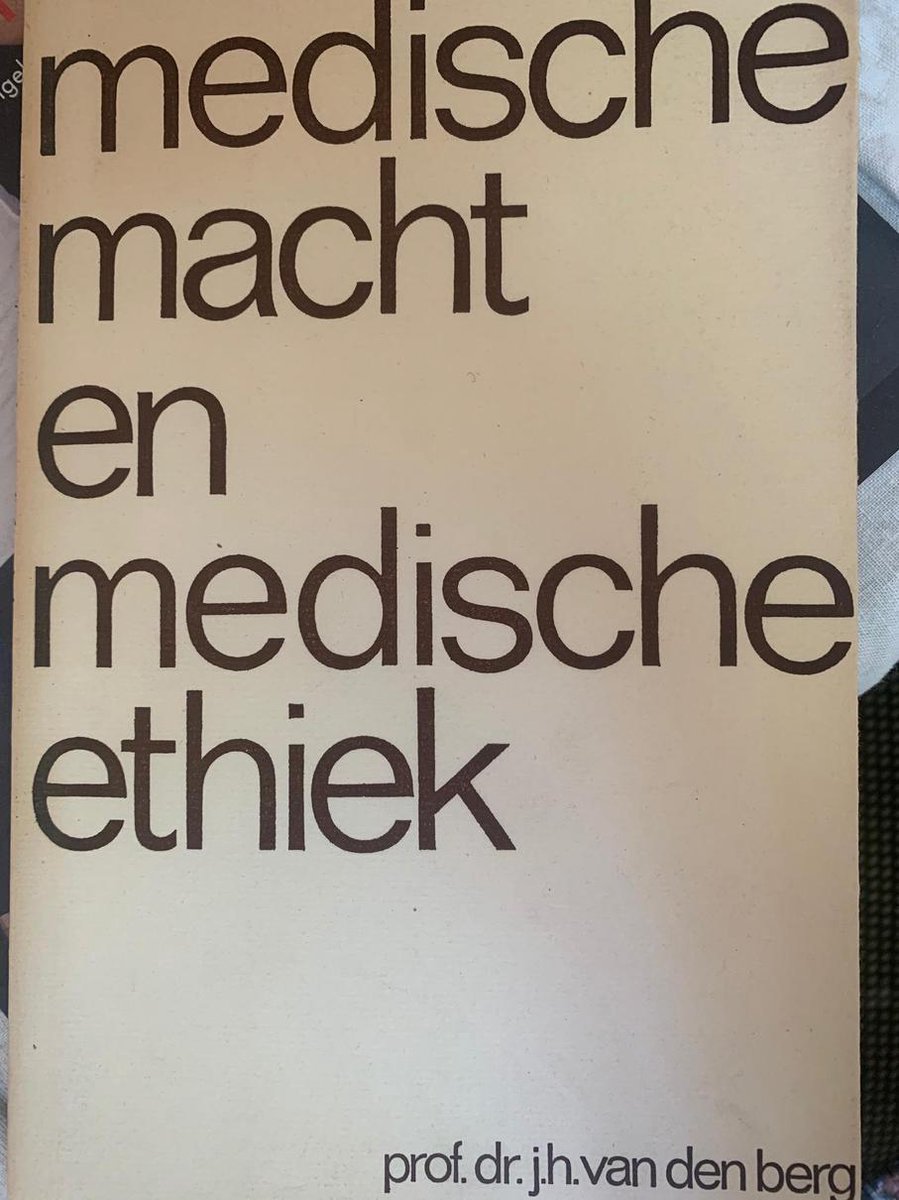 medische
macht
en
medische
ethiek
prof. dr. j.h. van den berg